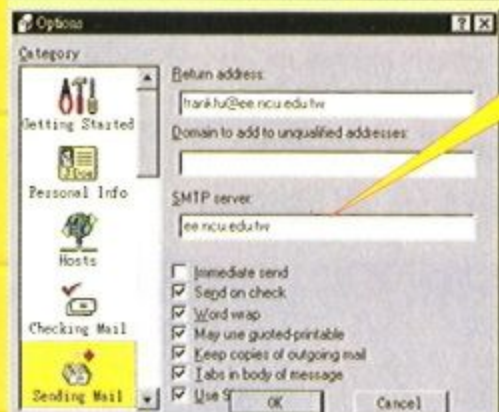 Options
Category
Getting Started
Personal Info
Hosts
Checking Mail
Sending Mail
Return address:
@ee.ncu.edu.tw
Domain to add to unqualified addresses:
SMTP server:
ee.ncu.edu.tw
Immediate send
Send on check
Word wrap
May use quoted-printable
Keep copies of outgoing mail
Tabs in body of message
Use
OK
Cancel